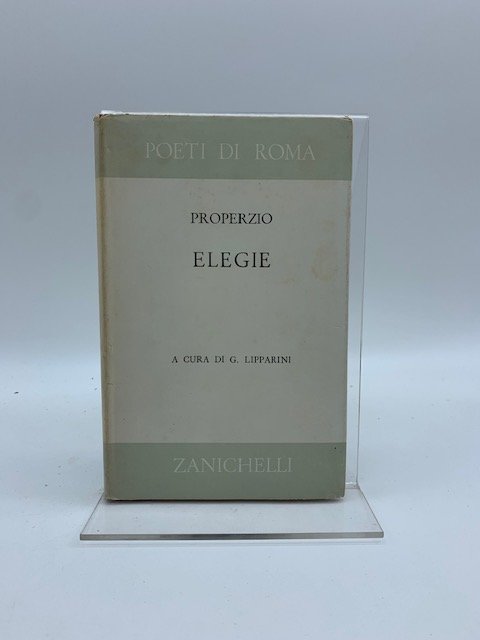 POETI DI ROMA
PROPERZIO
ELEGIE
A CURA DI G. LIPPARINI
ZANICHELLI